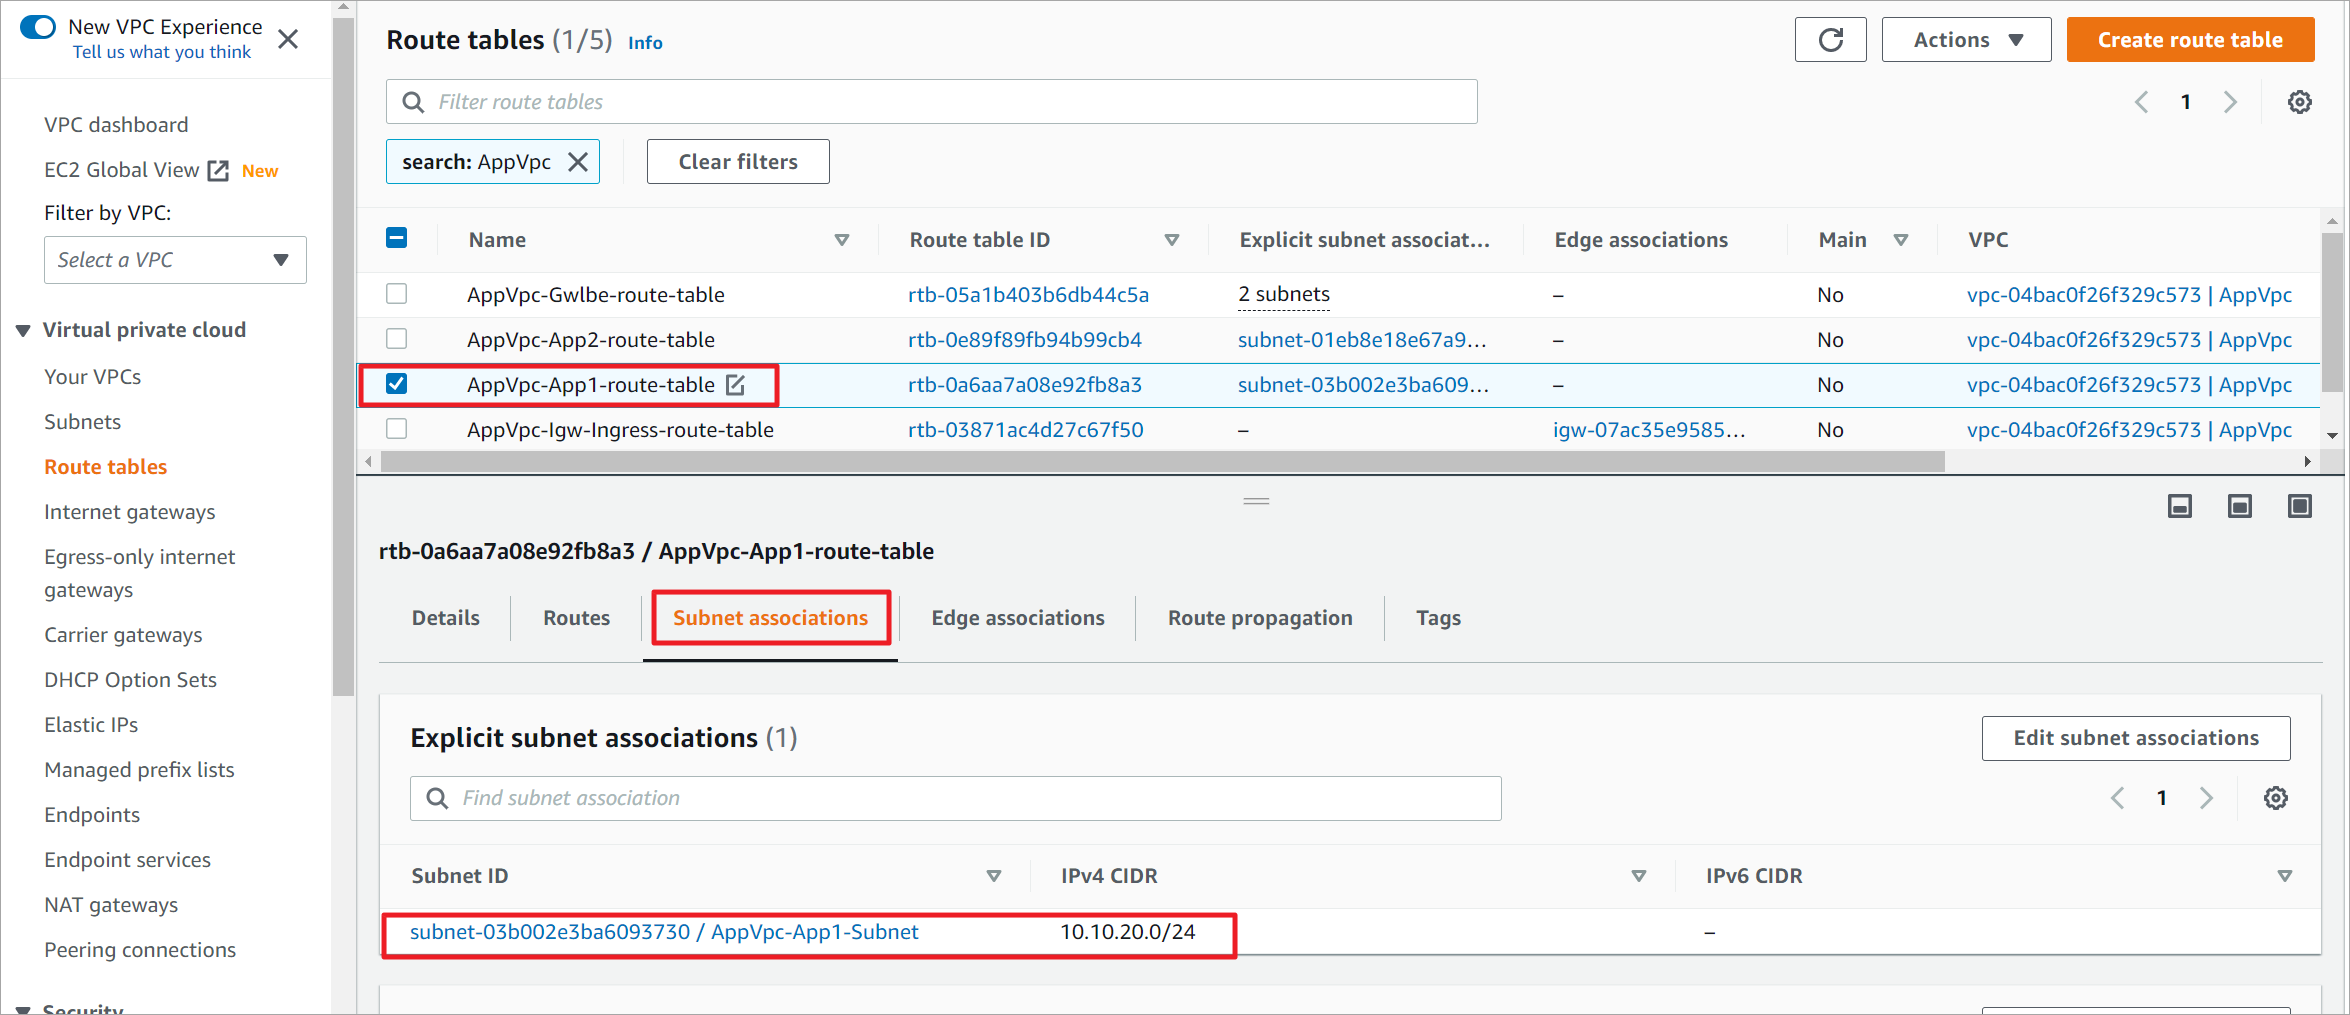 New VPC Experience
Tell us what you think
VPC dashboard
EC2 Global View New
Filter by VPC:
Select a VPC
Virtual private cloud
Your VPCs
Subnets
Route tables
Internet gateways
Egress-only internet
gateways
Carrier gateways
DHCP Option Sets
Elastic IPs
Managed prefix lists
Endpoints
Endpoint services
NAT gateways
Peering connections
Security
Route tables (1/5) Info
Actions
Create route table
Filter route tables
1
search: AppVpc
Clear filters
Name Route table ID Explicit subnet associat... Edge associations Main VPC
AppVpc-Gwlbe-route-table rtb-05a1b403b6db44c5a 2 subnets – No vpc-04bac0f26f329c573 | AppVpc
AppVpc-App2-route-table rtb-0e89f89fb94b99cb4 subnet-01eb8e18e67a9... – No vpc-04bac0f26f329c573 | AppVpc
AppVpc-App1-route-table rtb-0a6aa7a08e92fb8a3 subnet-03b002e3ba609... – No vpc-04bac0f26f329c573 | AppVpc
AppVpc-Igw-Ingress-route-table rtb-03871ac4d27c67f50 – igw-07ac35e9585... No vpc-04bac0f26f329c573 | AppVpc
rtb-0a6aa7a08e92fb8a3 / AppVpc-App1-route-table
Details Routes Subnet associations Edge associations Route propagation Tags
Explicit subnet associations (1)
Edit subnet associations
Find subnet association
1
Subnet ID IPv4 CIDR IPv6 CIDR
subnet-03b002e3ba6093730 / AppVpc-App1-Subnet 10.10.20.0/24 –